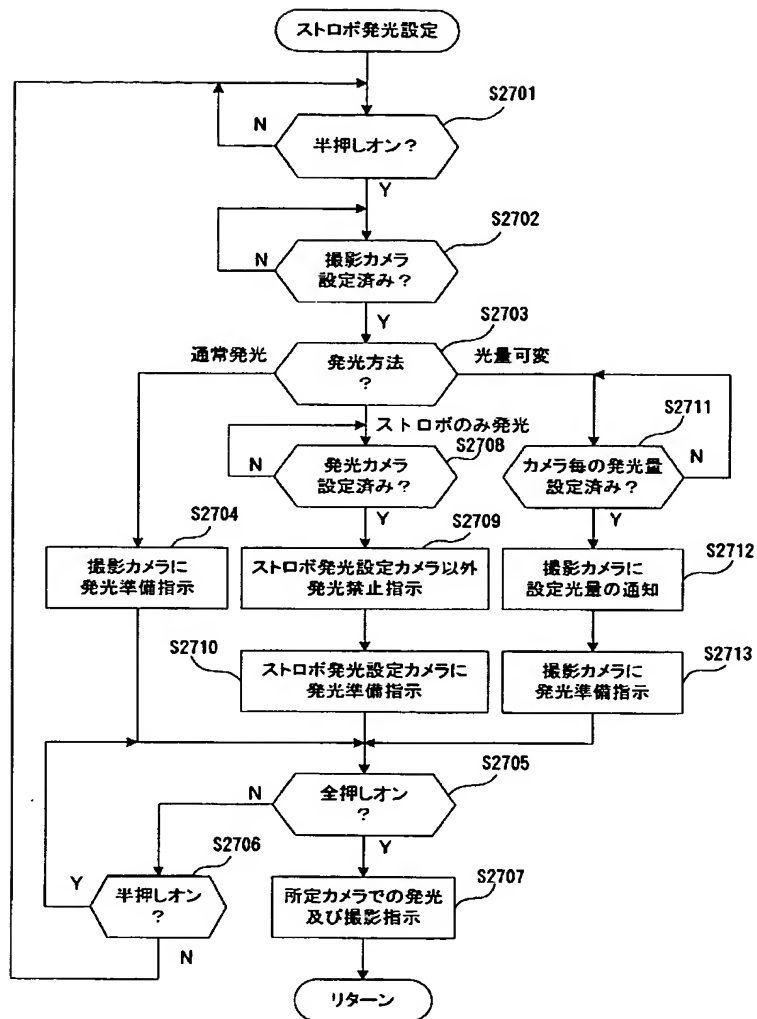 ストロボ発光設定
S2701
N
半押しオン?
Y
S2702
N
撮影カメラ
設定済み?
Y
S2703
通常発光
発光方法
?
光量可変
ストロボのみ発光
S2711
S2708
N
発光カメラ
設定済み?
カメラ毎の発光量
設定済み?
N
S2704
Y
S2709
Y
S2712
撮影カメラに
発光準備指示
ストロボ発光設定カメラ以外
発光禁止指示
撮影カメラに
設定光量の通知
S2710
S2713
ストロボ発光設定カメラに
発光準備指示
撮影カメラに
発光準備指示
S2705
N
全押しオン
?
S2706
Y
S2707
Y
半押しオン
?
所定カメラでの発光
及び撮影指示
N
リターン